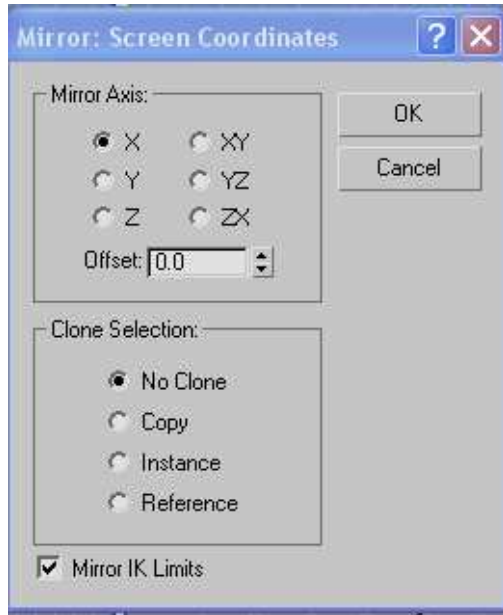 Mirror: Screen Coordinates ?
Mirror Axis:
X XY
Y YZ
Z ZX
Offset: 0.0
OK
Cancel
Clone Selection:
No Clone
Copy
Instance
Reference
Mirror IK Limits